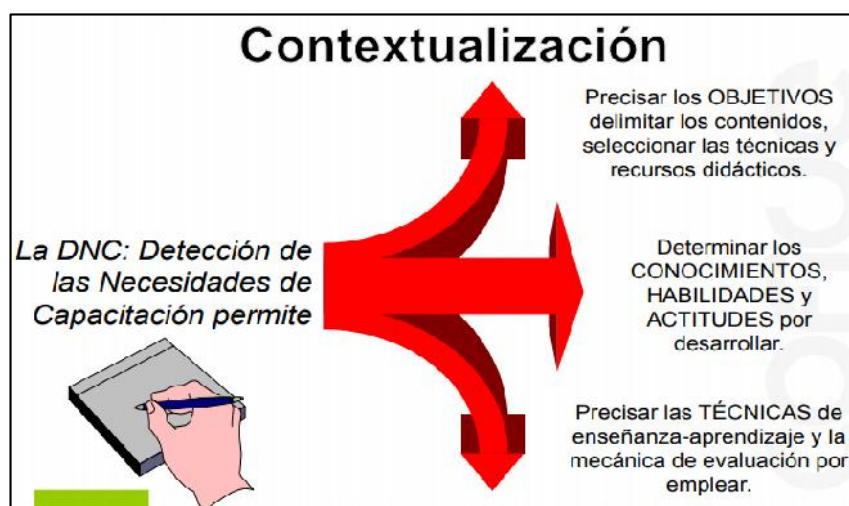 Contextualización
Precisar los OBJETIVOS
delimitar los contenidos,
seleccionar las técnicas y
recursos didácticos.
La DNC: Detección de
las Necesidades de
Capacitación permite
Determinar los
CONOCIMIENTOS,
HABILIDADES y
ACTITUDES por
desarrollar.
Precisar las TÉCNICAS de
enseñanza-aprendizaje y la
mecánica de evaluación por
emplear.